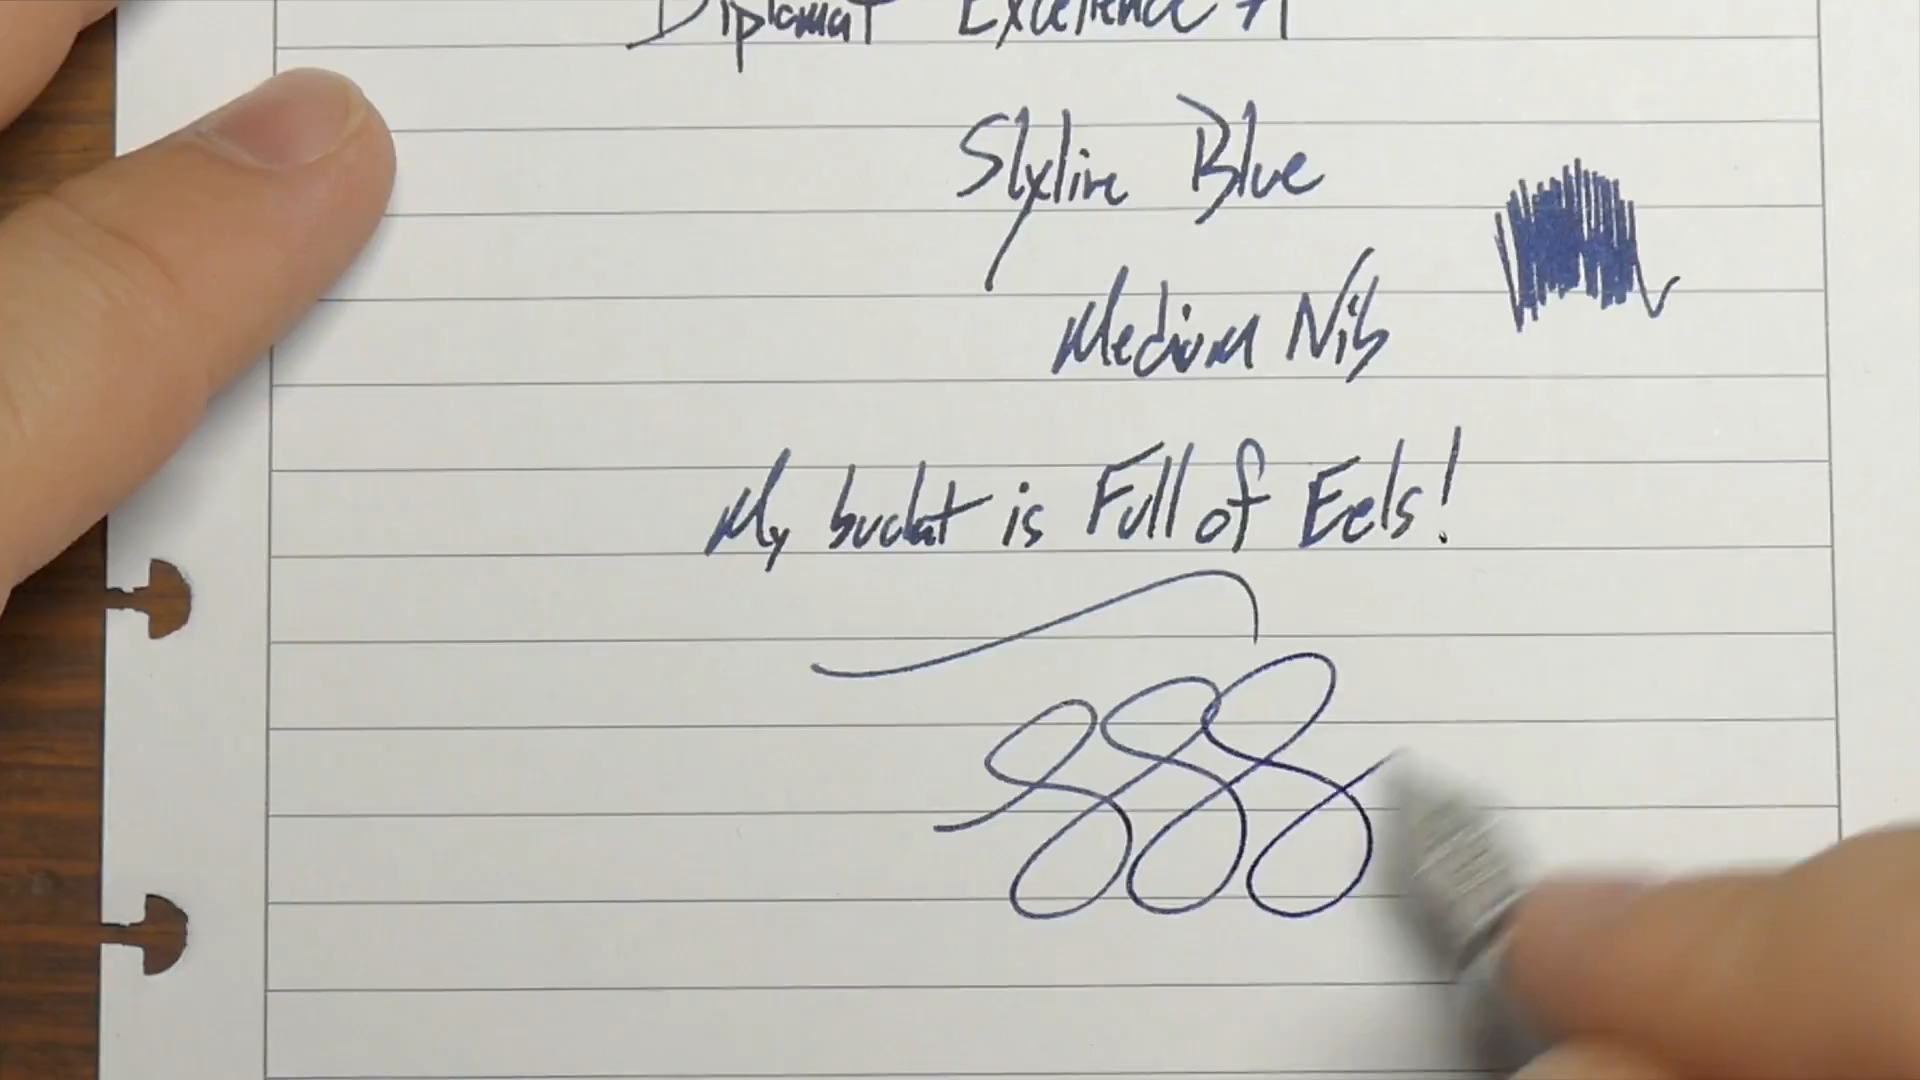 Diplomat Excellence A
Skyline Blue
Medium Nib
My bucket is Full of Eels!